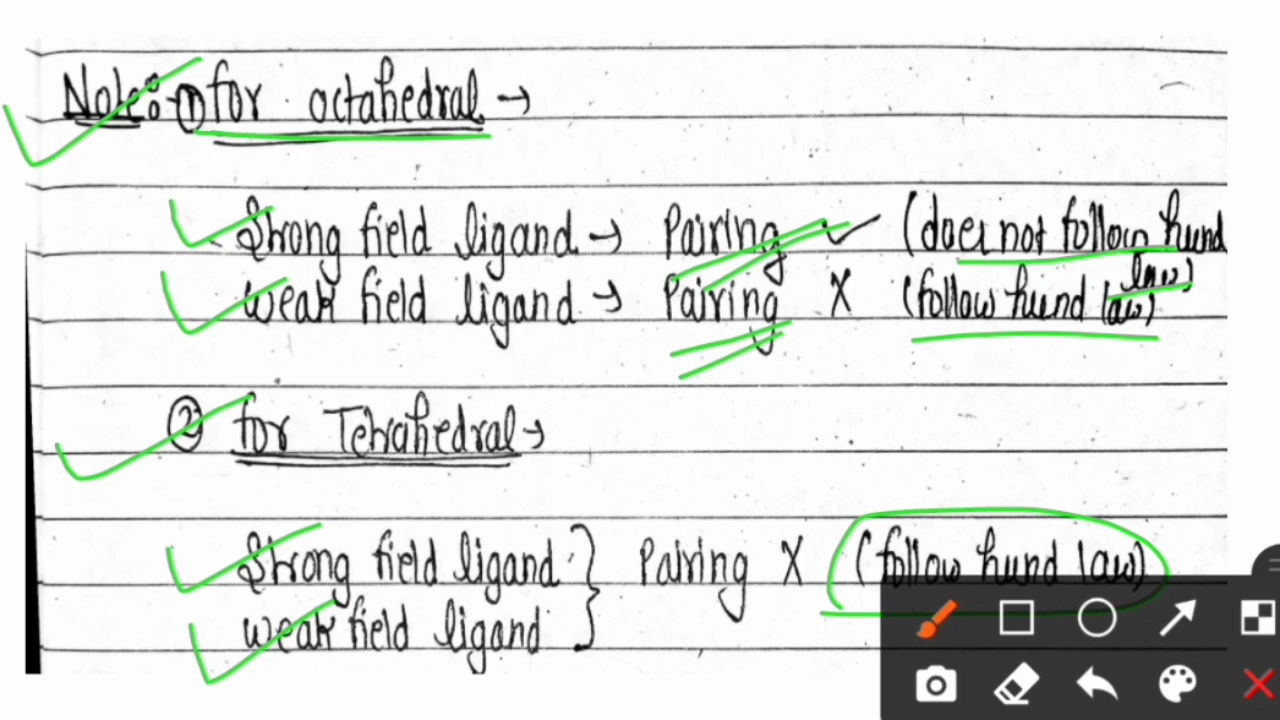 Note:- ① for octahedral →
Strong field ligand → Pairing ✓ (does not follow hund law)
weak field ligand → Pairing X (follow hund law)
② for Tetrahedral →
Strong field ligand } Pairing X (follow hund law)
weak field ligand